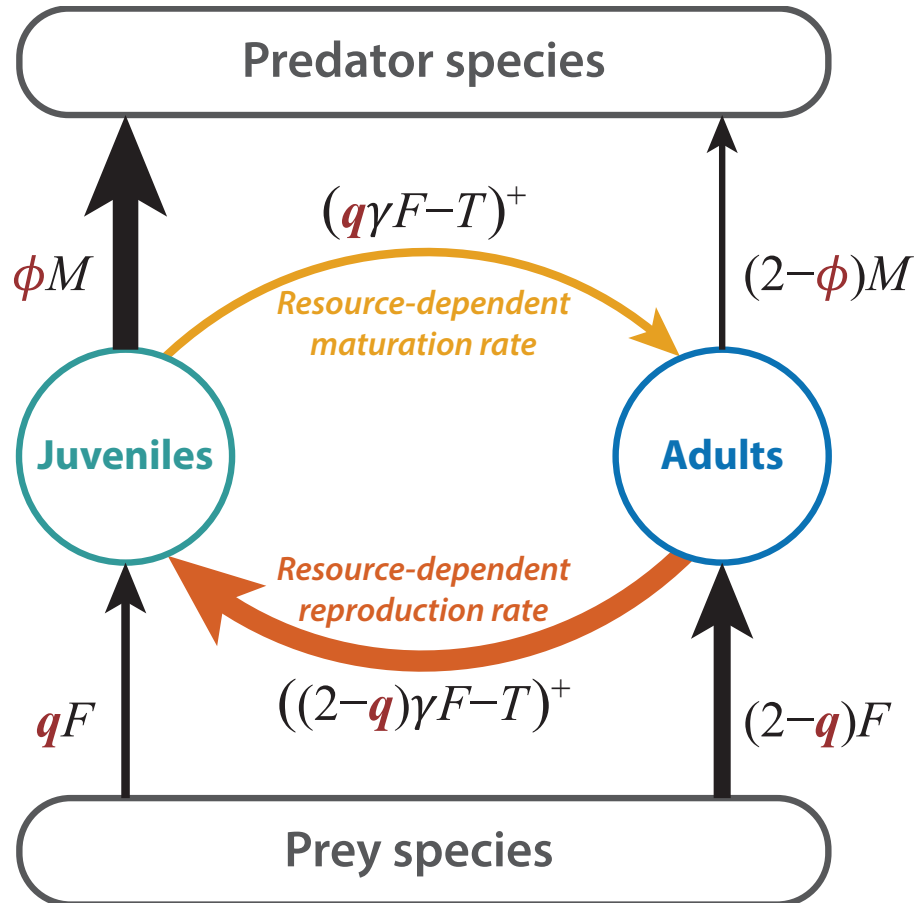 Predator species
(qγF−T)⁺
ϕM
(2−ϕ)M
Resource-dependent
maturation rate
Juveniles
Adults
Resource-dependent
reproduction rate
((2−q)γF−T)⁺
qF
(2−q)F
Prey species